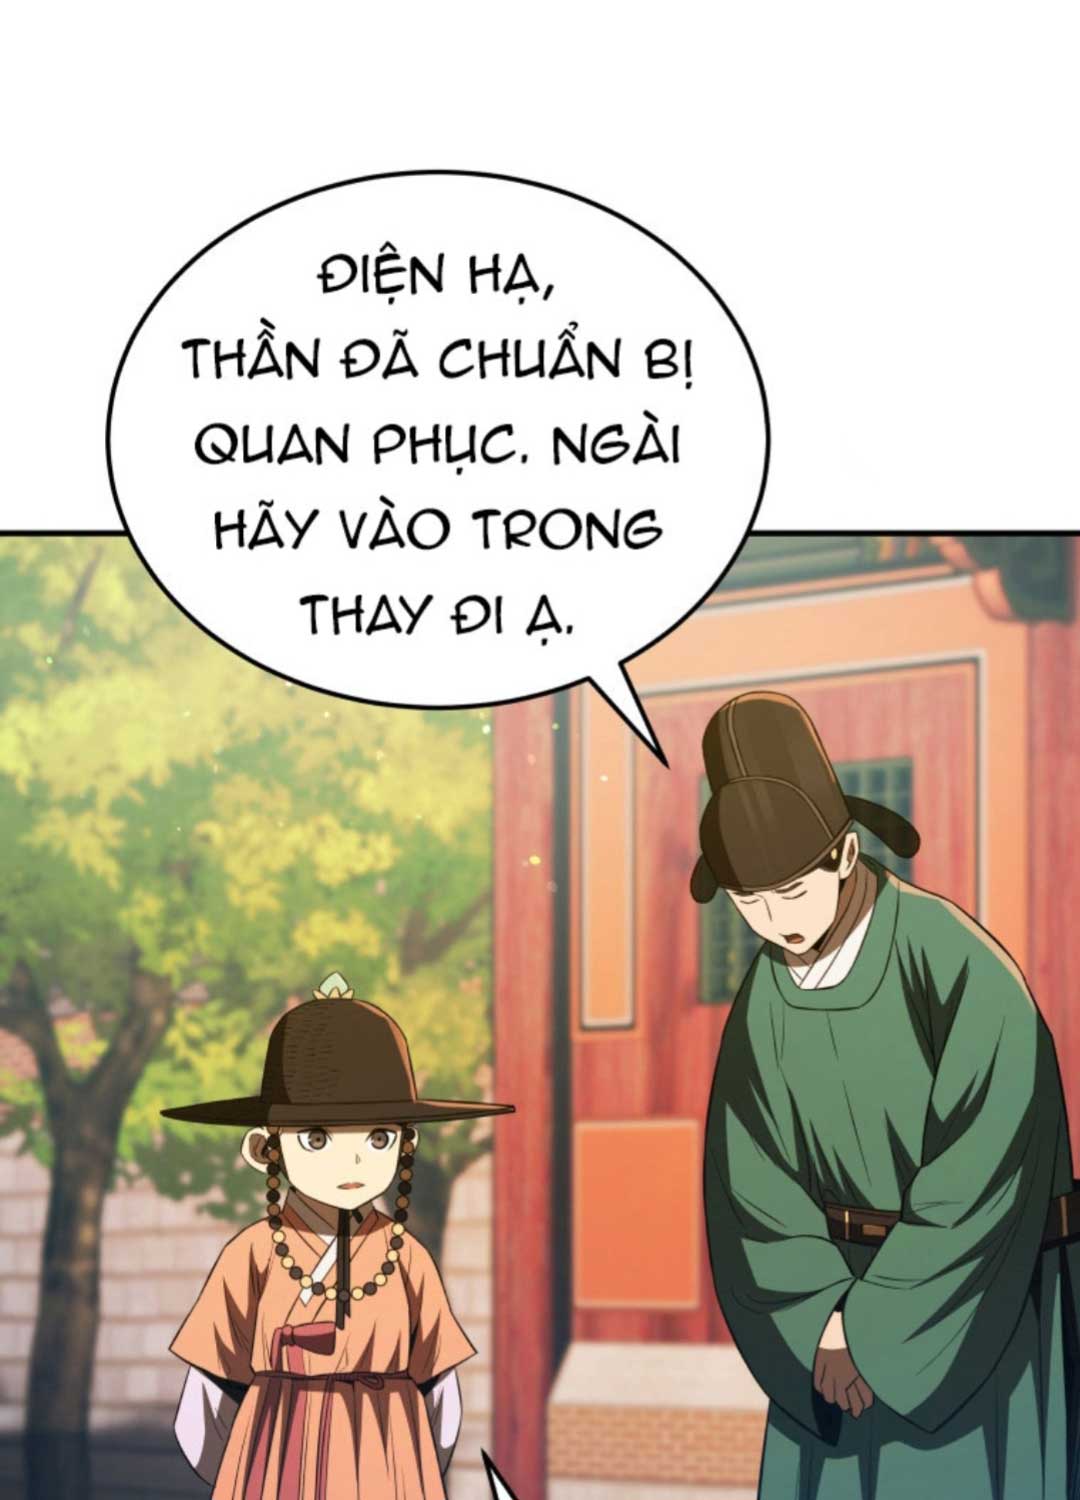 ĐIỆN HẠ,
THẦN ĐÃ CHUẨN BỊ
QUAN PHỤC. NGÀI
HÃY VÀO TRONG
THAY ĐI Ạ.